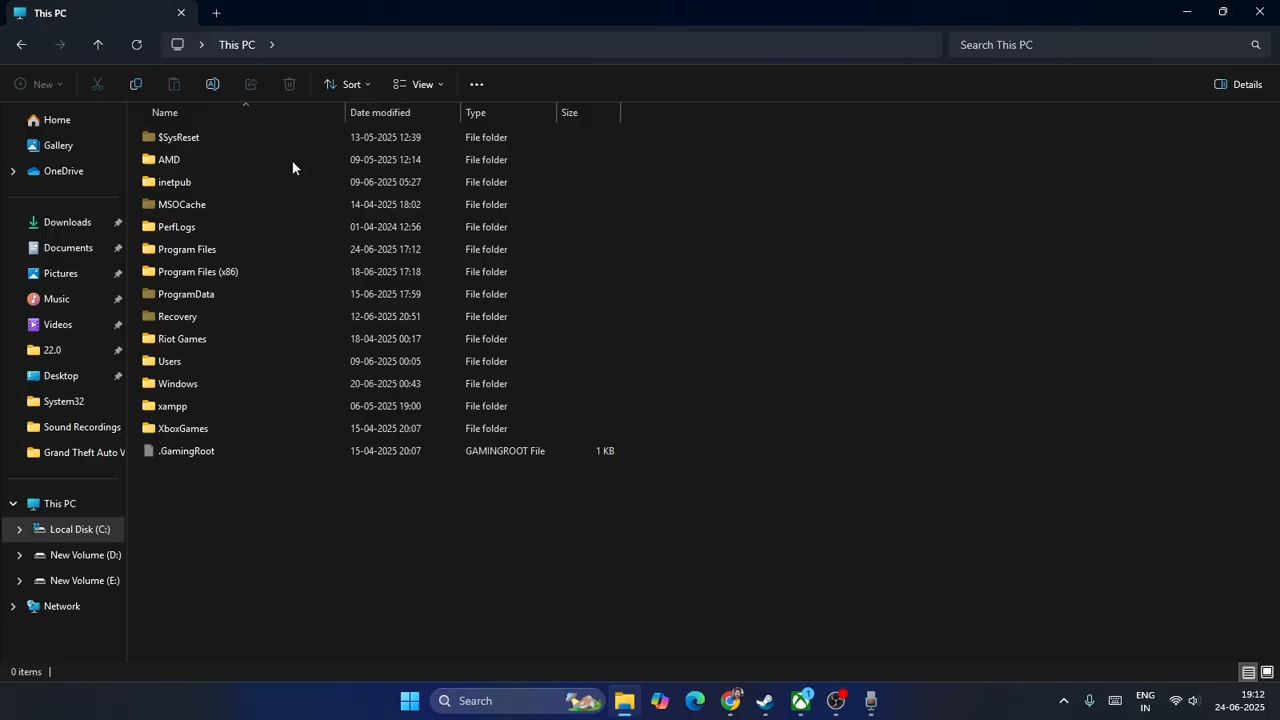 This PC
This PC
Search This PC
New
Sort
View
Details
Name Date modified Type Size
$SysReset 13-05-2025 12:39 File folder
AMD 09-05-2025 12:14 File folder
inetpub 09-06-2025 05:27 File folder
MSOCache 14-04-2025 18:02 File folder
PerfLogs 01-04-2024 12:56 File folder
Program Files 24-06-2025 17:12 File folder
Program Files (x86) 18-06-2025 17:18 File folder
ProgramData 15-06-2025 17:59 File folder
Recovery 12-06-2025 20:51 File folder
Riot Games 18-04-2025 00:17 File folder
Users 09-06-2025 00:05 File folder
Windows 20-06-2025 00:43 File folder
xampp 06-05-2025 19:00 File folder
XboxGames 15-04-2025 20:07 File folder
.GamingRoot 15-04-2025 20:07 GAMINGROOT File 1 KB
Home
Gallery
OneDrive
Downloads
Documents
Pictures
Music
Videos
22.0
Desktop
System32
Sound Recordings
Grand Theft Auto V
This PC
Local Disk (C:)
New Volume (D:)
New Volume (E:)
Network
0 items
Search
1
ENG
IN
19:12
24-06-2025